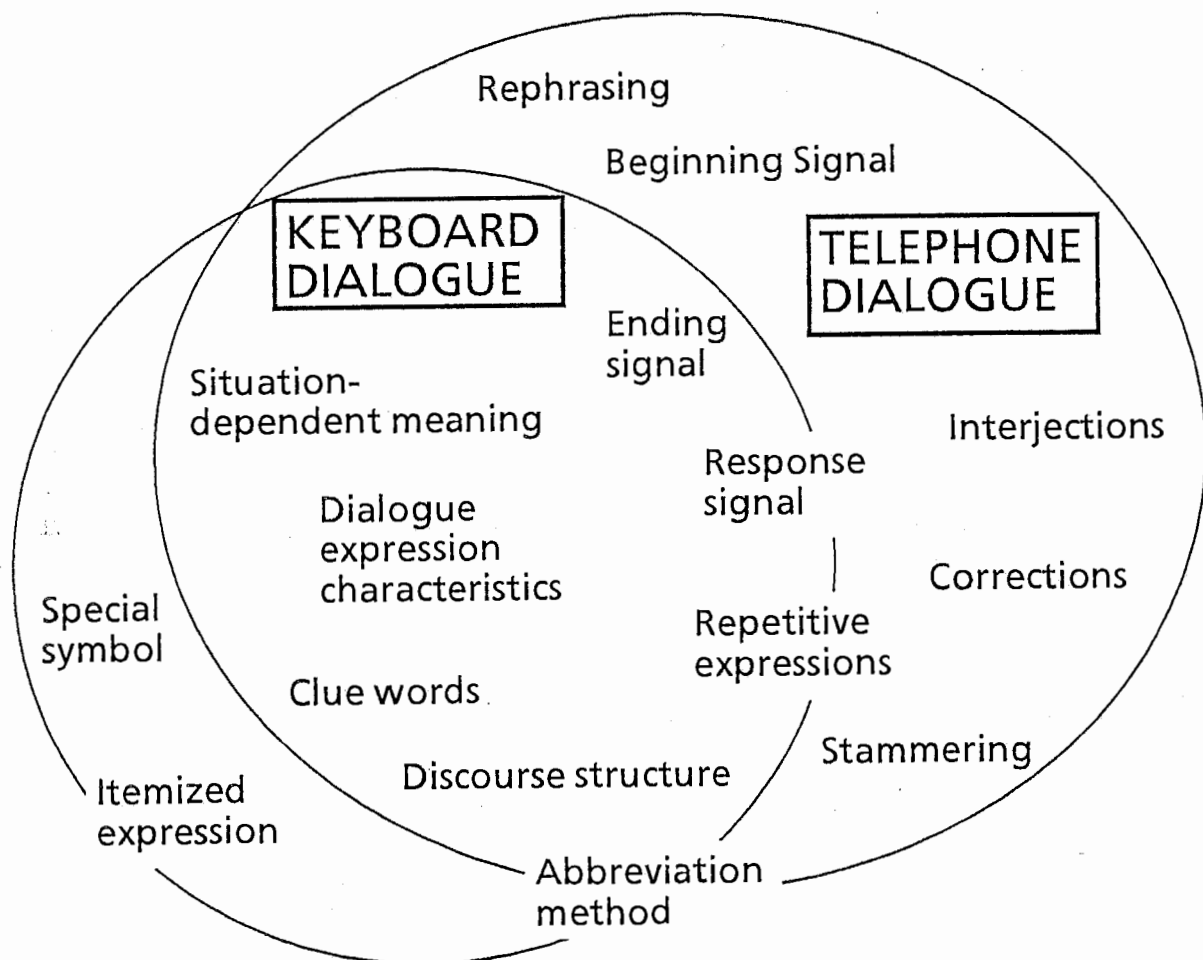 Rephrasing
Beginning Signal
KEYBOARD
DIALOGUE
TELEPHONE
DIALOGUE
Ending
signal
Situation-
dependent meaning
Interjections
Response
signal
Dialogue
expression
characteristics
Corrections
Special
symbol
Repetitive
expressions
Clue words
Stammering
Discourse structure
Itemized
expression
Abbreviation
method